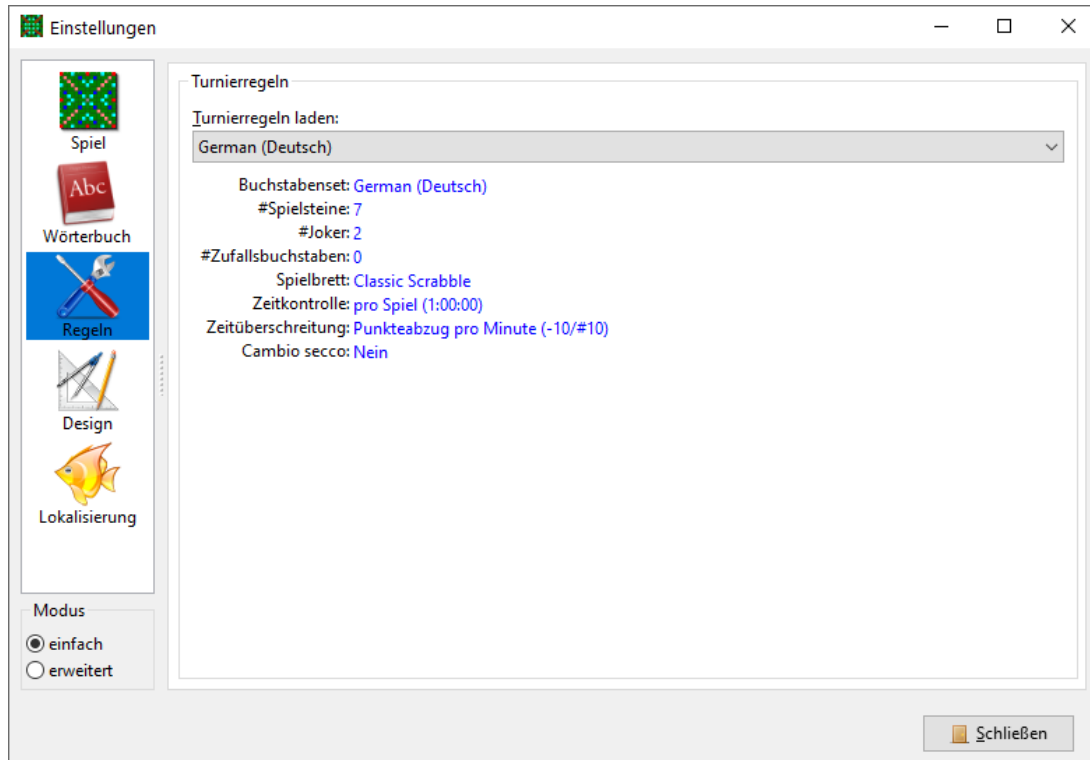 Einstellungen
Spiel
Abc
Wörterbuch
Regeln
Design
Lokalisierung
Modus
einfach
erweitert
Turnierregeln
Turnierregeln laden:
German (Deutsch)
Buchstabenset: German (Deutsch)
#Spielsteine: 7
#Joker: 2
#Zufallsbuchstaben: 0
Spielbrett: Classic Scrabble
Zeitkontrolle: pro Spiel (1:00:00)
Zeitüberschreitung: Punkteabzug pro Minute (-10/#10)
Cambio secco: Nein
Schließen